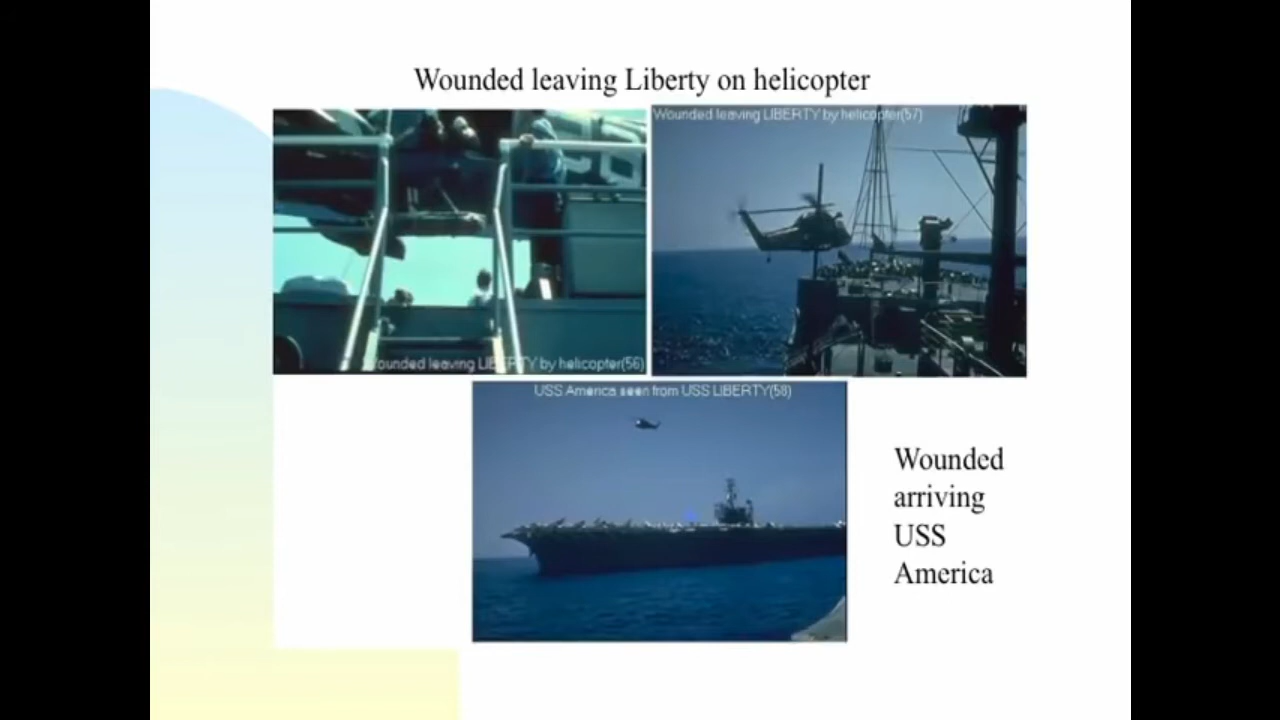 Wounded leaving Liberty on helicopter
Wounded leaving LIBERTY by helicopter(57)
Wounded leaving LIBERTY by helicopter(56)
USS America seen from USS LIBERTY(58)
Wounded
arriving
USS
America